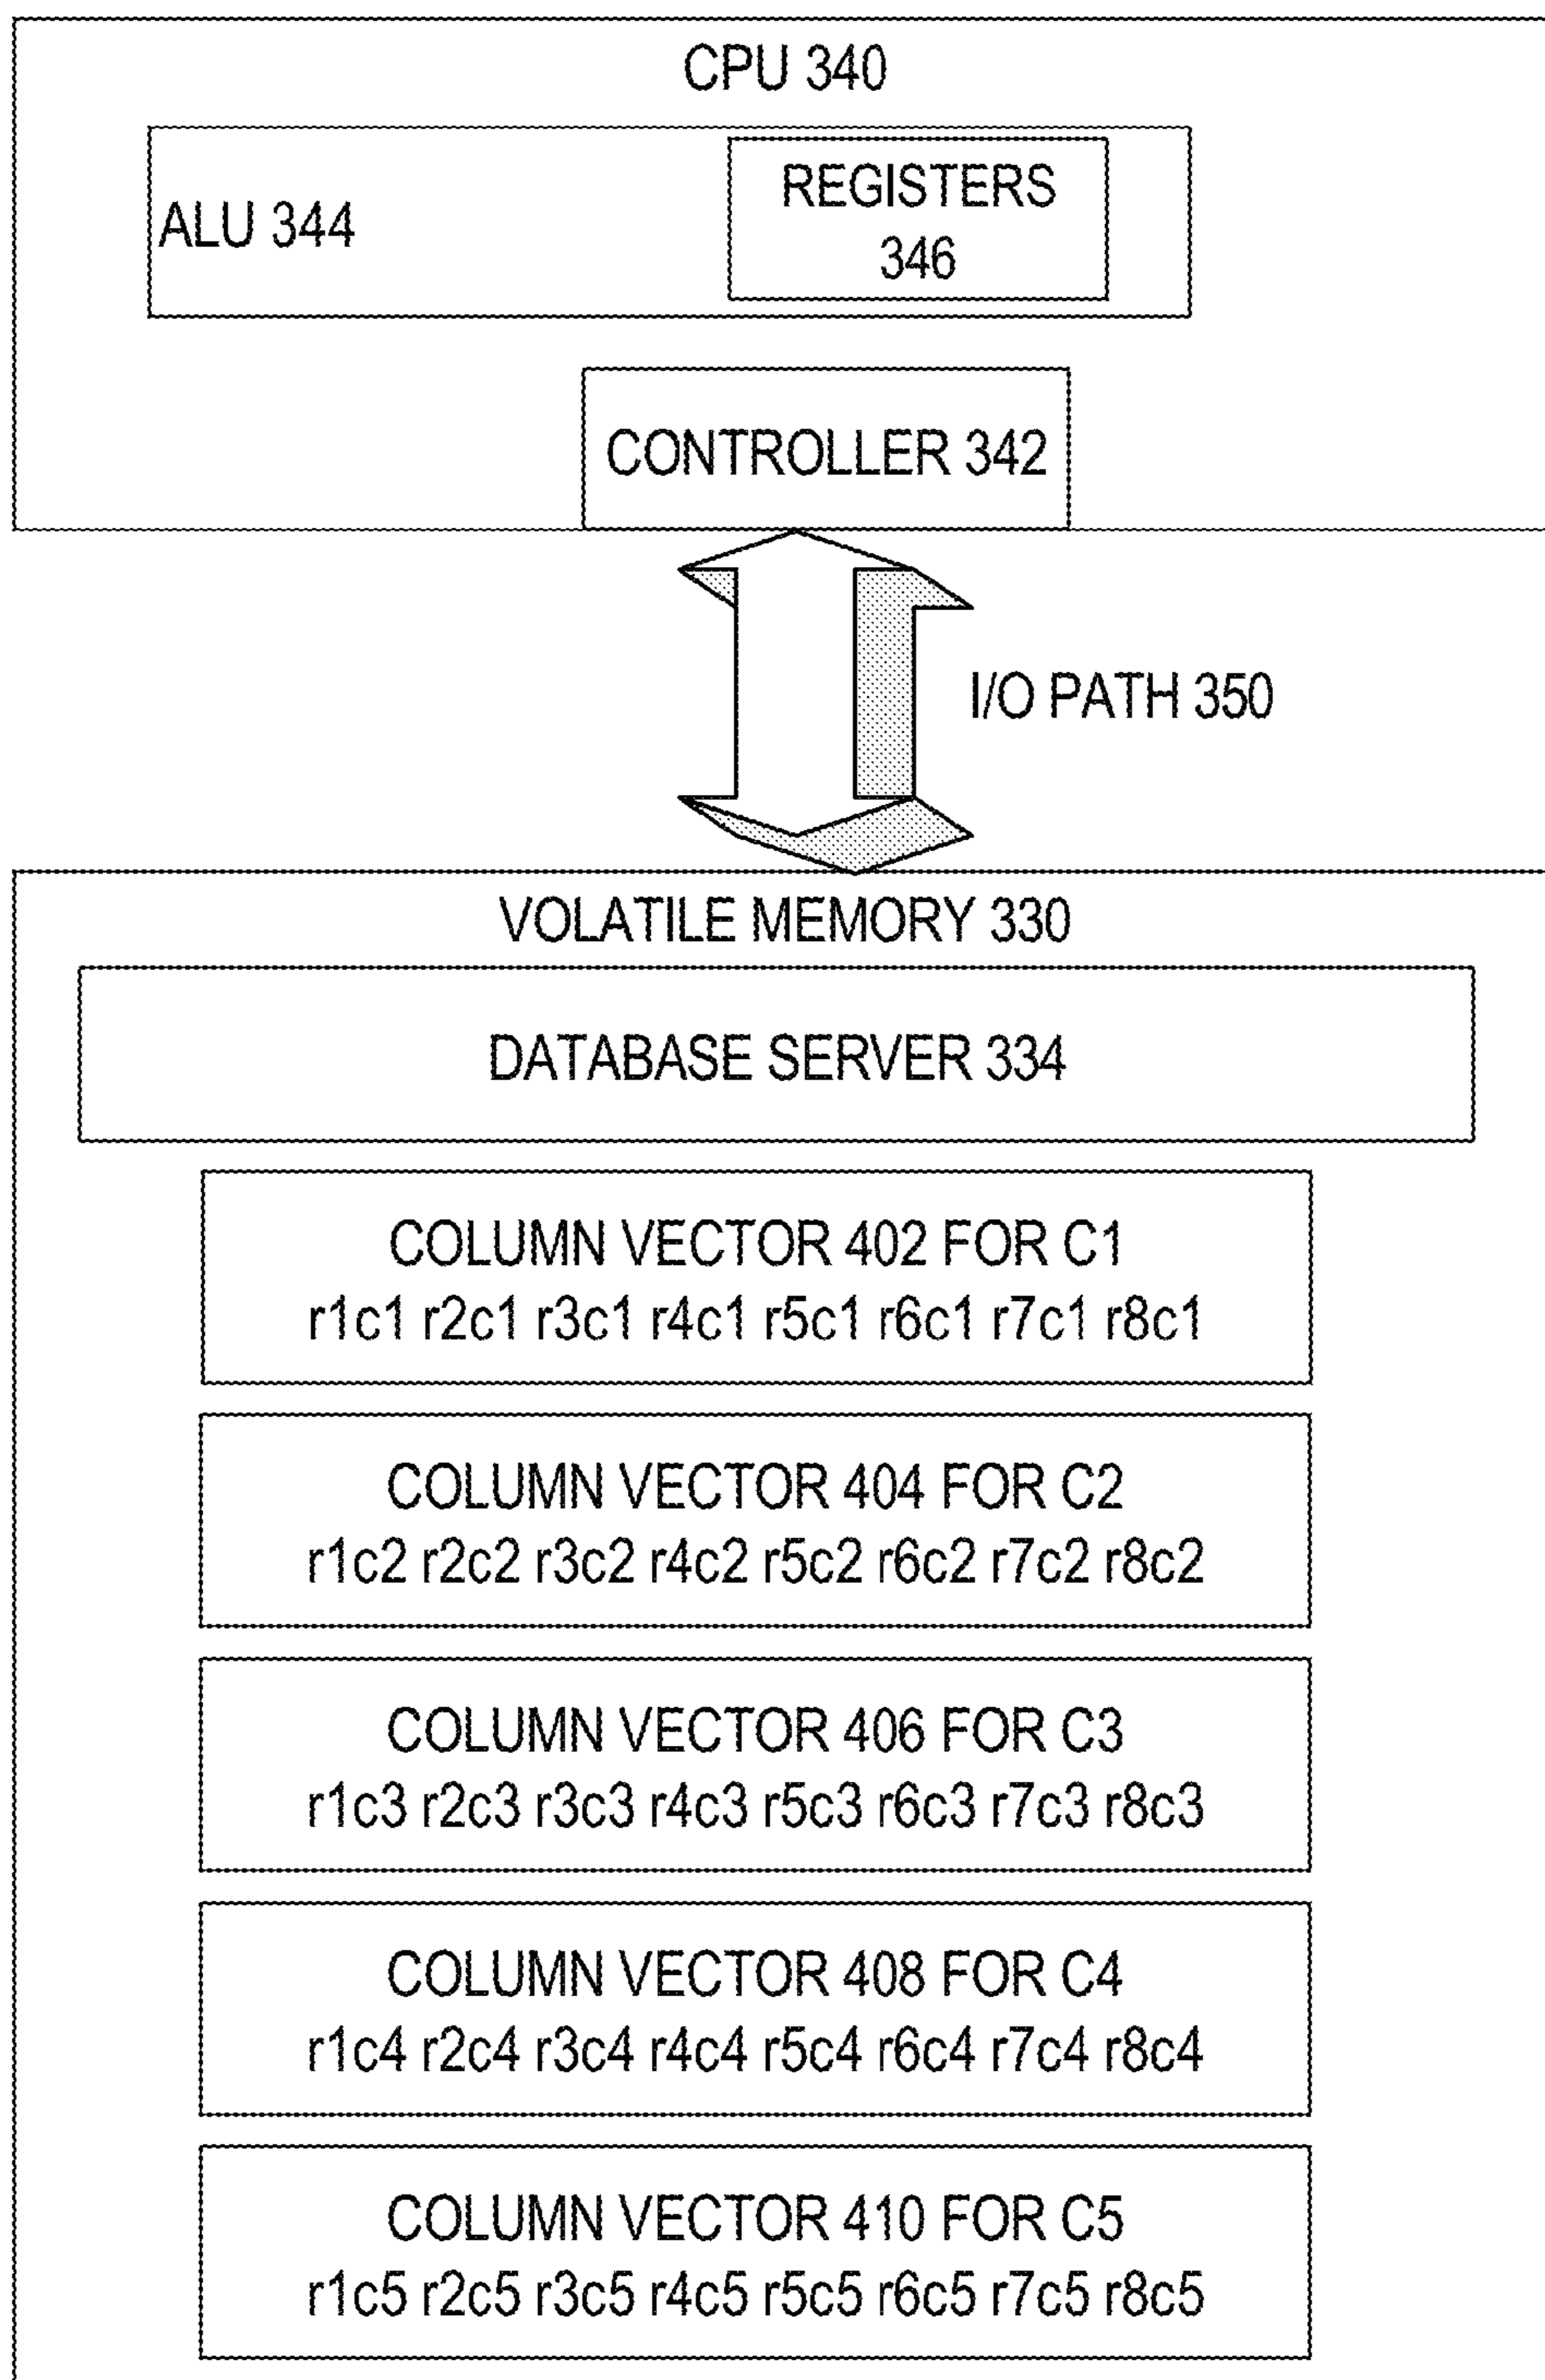 CPU 340
ALU 344
REGISTERS
346
CONTROLLER 342
I/O PATH 350
VOLATILE MEMORY 330
DATABASE SERVER 334
COLUMN VECTOR 402 FOR C1
r1c1 r2c1 r3c1 r4c1 r5c1 r6c1 r7c1 r8c1
COLUMN VECTOR 404 FOR C2
r1c2 r2c2 r3c2 r4c2 r5c2 r6c2 r7c2 r8c2
COLUMN VECTOR 406 FOR C3
r1c3 r2c3 r3c3 r4c3 r5c3 r6c3 r7c3 r8c3
COLUMN VECTOR 408 FOR C4
r1c4 r2c4 r3c4 r4c4 r5c4 r6c4 r7c4 r8c4
COLUMN VECTOR 410 FOR C5
r1c5 r2c5 r3c5 r4c5 r5c5 r6c5 r7c5 r8c5